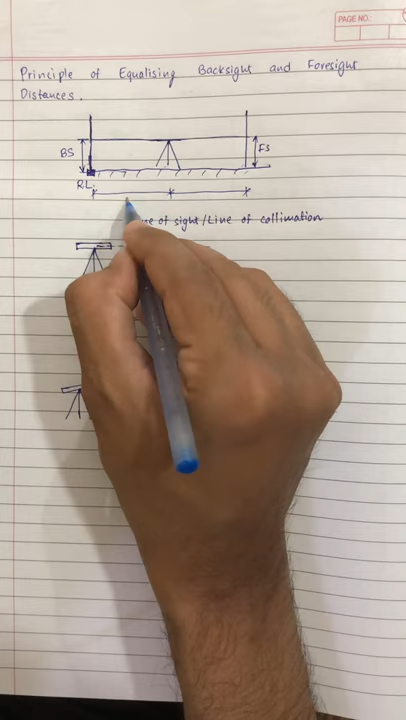 PAGE NO.:
Principle of Equalising Backsight and Foresight
Distances.
BS
FS
RL
of sight/Line of collimation